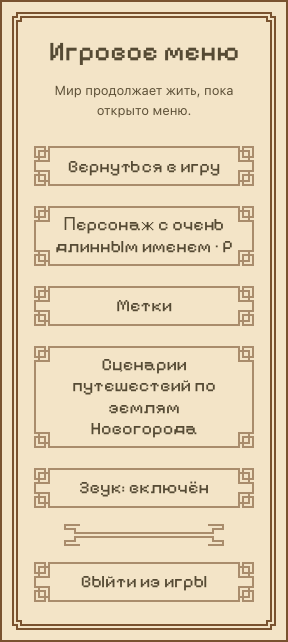 Игровое меню
Мир продолжает жить, пока
открыто меню.
Вернуться в игру
Персонаж с очень
длинным именем · P
Метки
Сценарии
путешествий по
землям
Новогорода
Звук: включён
Выйти из игры